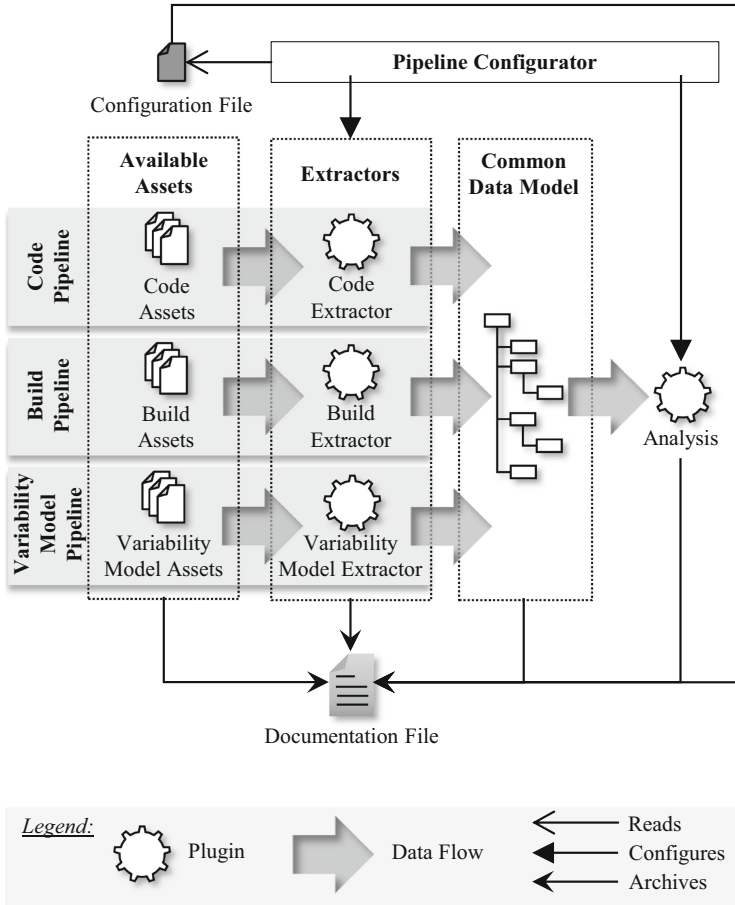 Pipeline Configurator
Configuration File
Available
Assets
Extractors
Common
Data Model
Code
Pipeline
Code
Assets
Code
Extractor
Build
Pipeline
Build
Assets
Build
Extractor
Analysis
Variability
Model
Pipeline
Variability
Model Assets
Variability
Model Extractor
Documentation File
Legend:
Plugin
Data Flow
Reads
Configures
Archives